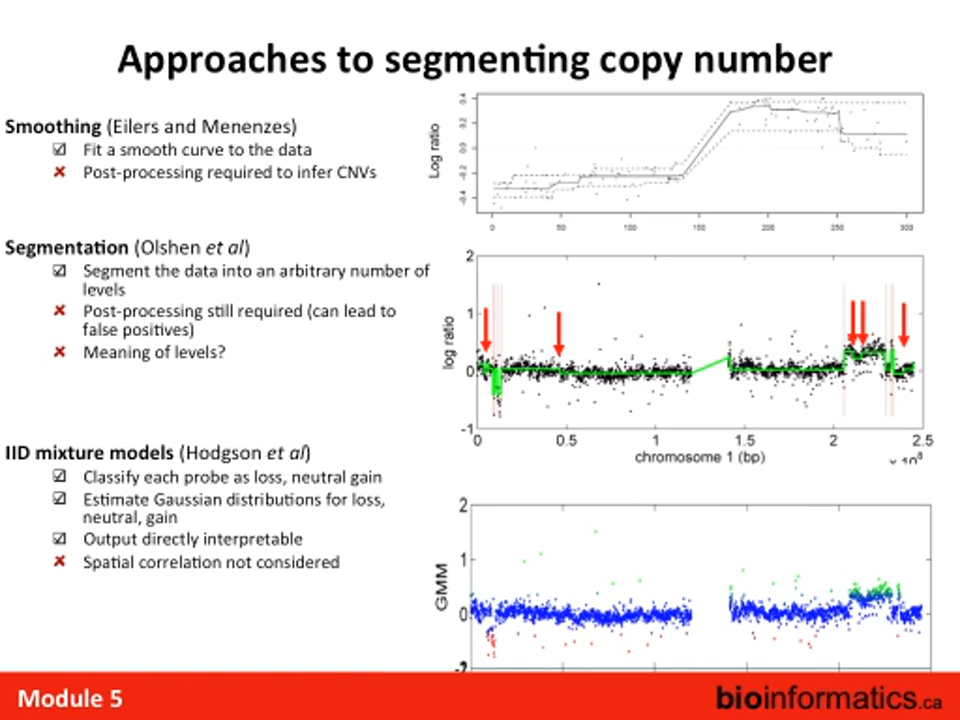 Approaches to segmenting copy number
Smoothing (Eilers and Menenzes)
☑ Fit a smooth curve to the data
✘ Post-processing required to infer CNVs
Segmentation (Olshen et al)
☑ Segment the data into an arbitrary number of
levels
✘ Post-processing still required (can lead to
false positives)
✘ Meaning of levels?
IID mixture models (Hodgson et al)
☑ Classify each probe as loss, neutral gain
☑ Estimate Gaussian distributions for loss,
neutral, gain
☑ Output directly interpretable
✘ Spatial correlation not considered
Log ratio
0.4
0.2
0.0
-0.2
-0.4
0 50 100 150 200 250 300
log ratio
2
1
0
-1
0 0.5 1 1.5 2 2.5
chromosome 1 (bp)
GMM
2
1
0
-2
Module 5
bioinformatics.ca